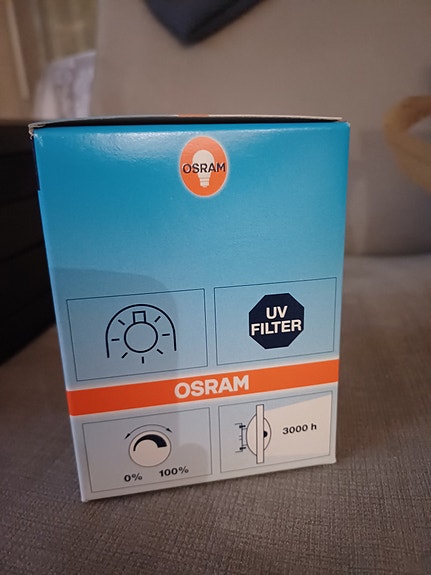 OSRAM
UV
FILTER
OSRAM
0% 100%
3000 h